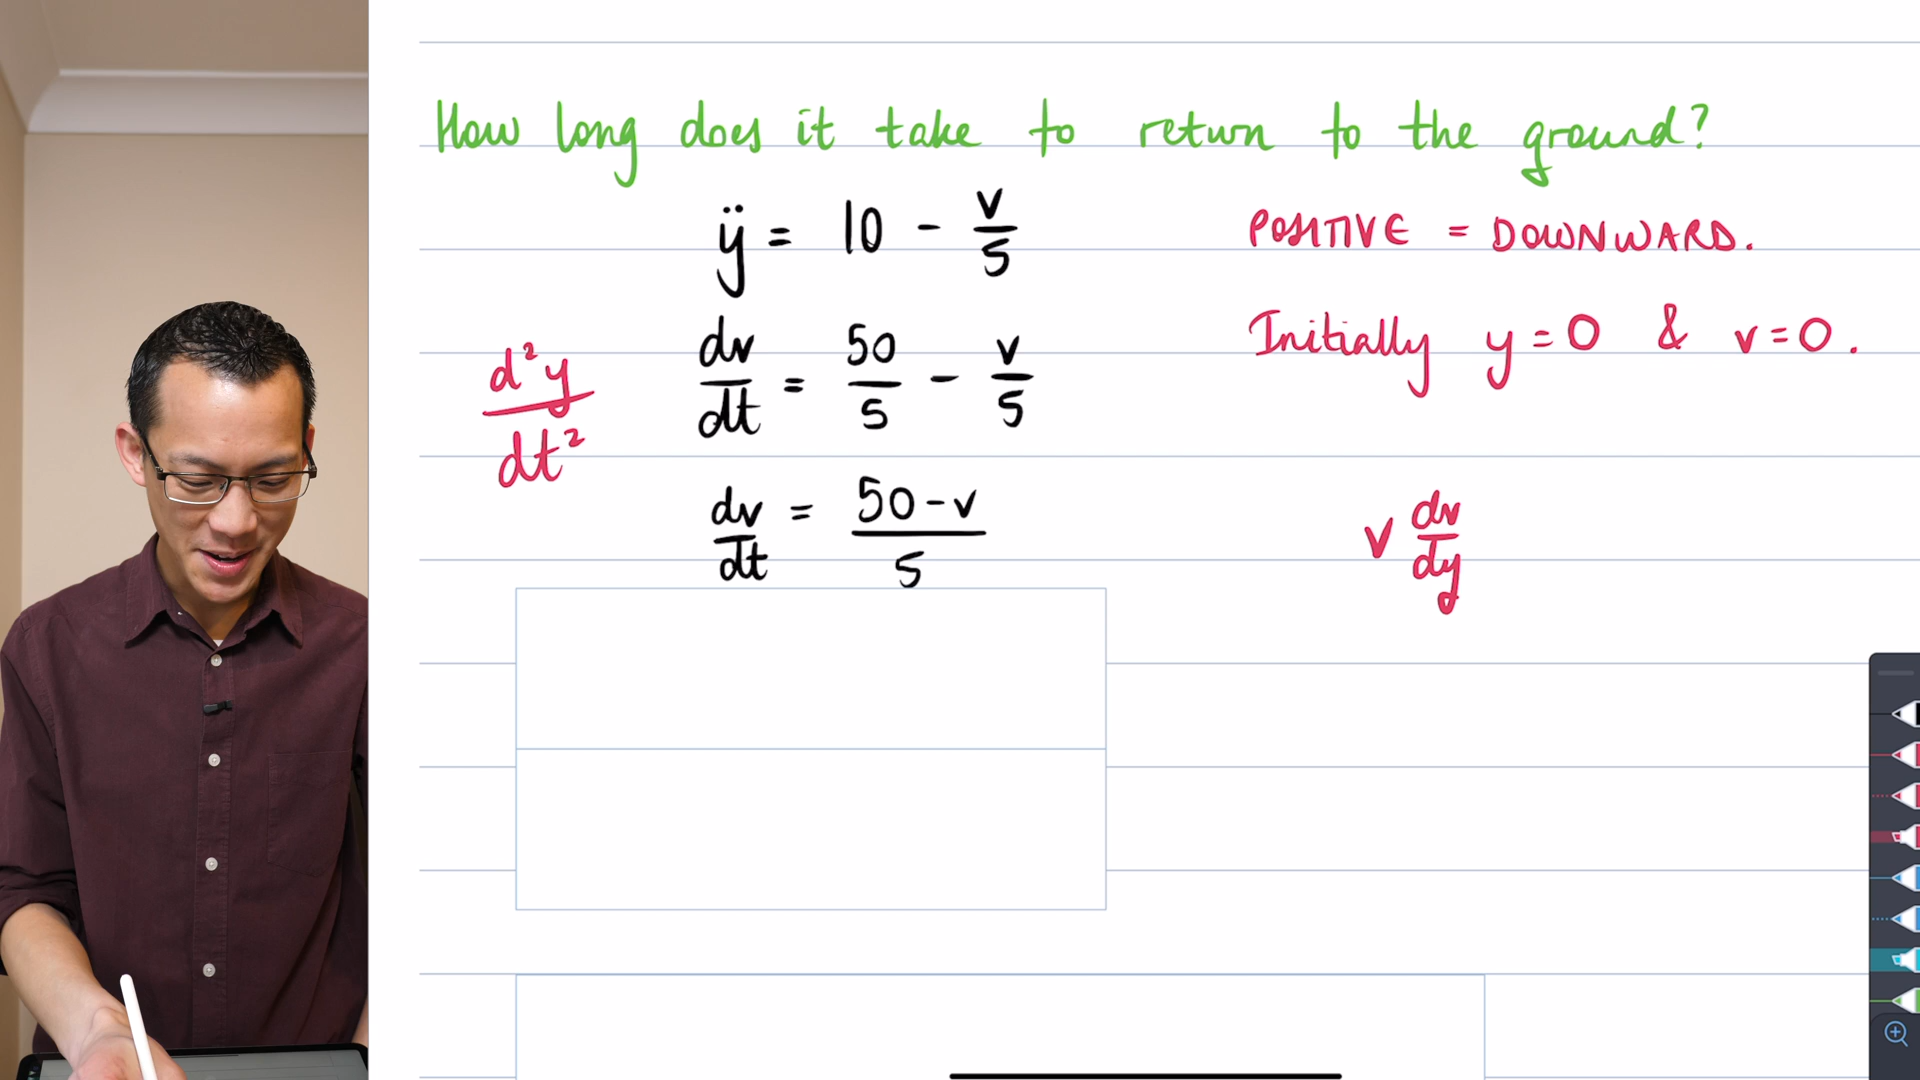 How long does it take to return to the ground?
ÿ = 10 - v/5
POSITIVE = DOWNWARD.
d²y/dt²
dv/dt = 50/5 - v/5
Initially y = 0 & v = 0.
dv/dt = (50 - v)/5
v dv/dy